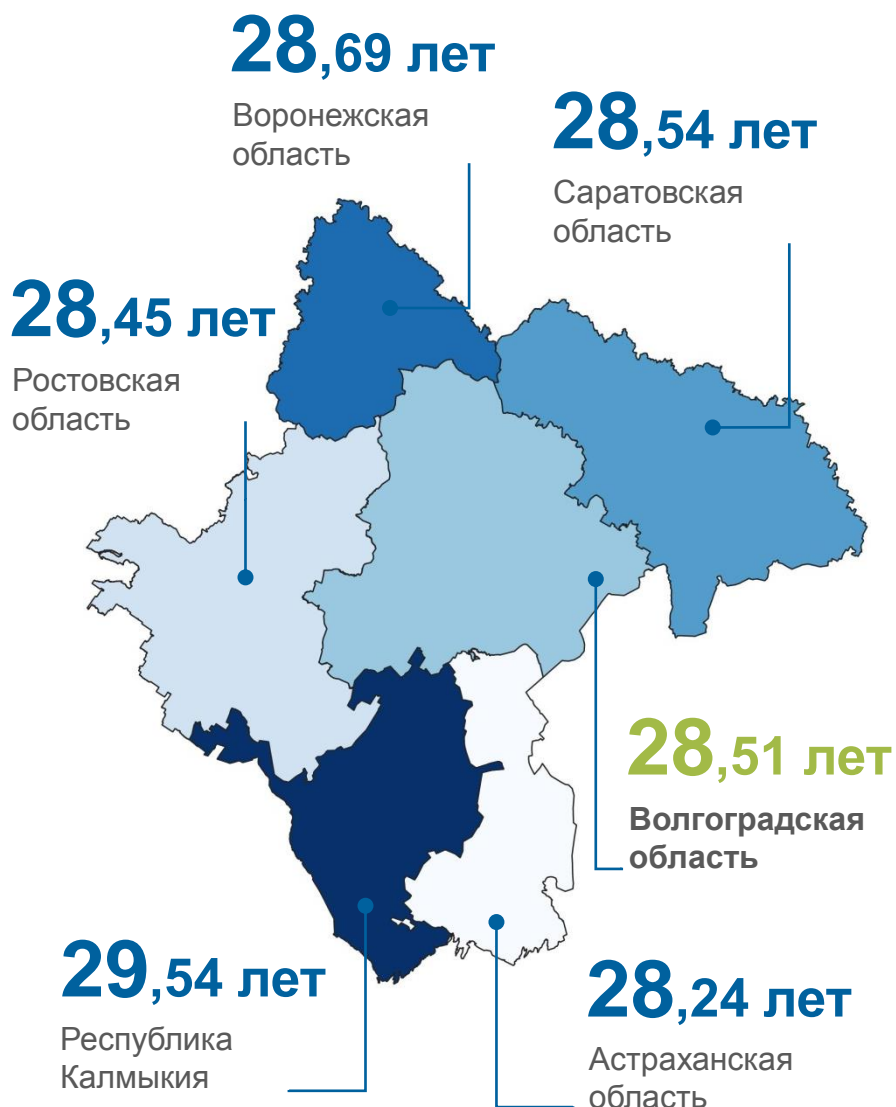 28,69 лет
Воронежская
область
28,54 лет
Саратовская
область
28,45 лет
Ростовская
область
28,51 лет
Волгоградская
область
29,54 лет
Республика
Калмыкия
28,24 лет
Астраханская
область